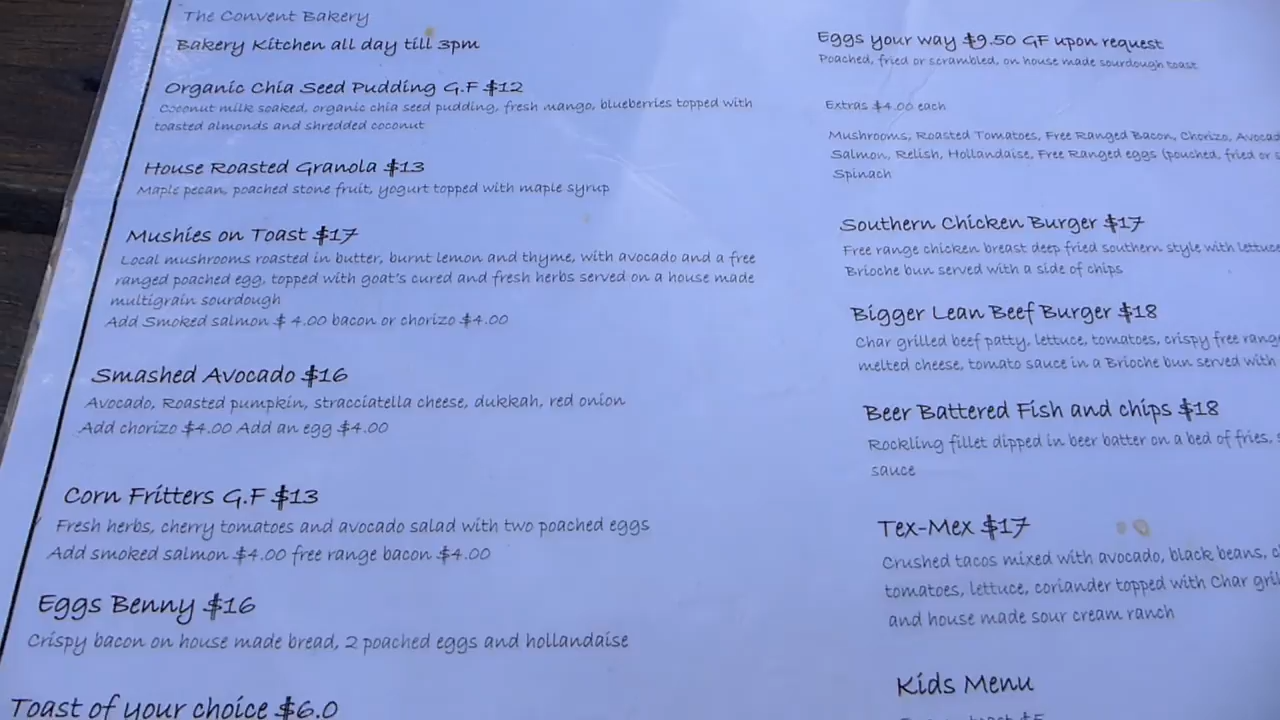 The Convent Bakery
Bakery Kitchen all day till 3pm
Organic Chia Seed Pudding G.F $12
Coconut milk soaked, organic chia seed pudding, fresh mango, blueberries topped with
toasted almonds and shredded coconut
House Roasted Granola $13
Maple pecan, poached stone fruit, yogurt topped with maple syrup
Mushies on Toast $17
Local mushrooms roasted in butter, burnt lemon and thyme, with avocado and a free
ranged poached egg, topped with goat's cured and fresh herbs served on a house made
multigrain sourdough
Add Smoked salmon $ 4.00 bacon or chorizo $4.00
Smashed Avocado $16
Avocado, Roasted pumpkin, stracciatella cheese, dukkah, red onion
Add chorizo $4.00 Add an egg $4.00
Corn Fritters G.F $13
Fresh herbs, cherry tomatoes and avocado salad with two poached eggs
Add smoked salmon $4.00 free range bacon $4.00
Eggs Benny $16
Crispy bacon on house made bread, 2 poached eggs and hollandaise
Toast of your choice $6.0
Eggs your way $9.50 GF upon request
Poached, fried or scrambled, on house made sourdough toast
Extras $4.00 each
Mushrooms, Roasted Tomatoes, Free Ranged Bacon, Chorizo, Avocad
Salmon, Relish, Hollandaise, Free Ranged eggs (pouched, fried or s
Spinach
Southern Chicken Burger $17
Free range chicken breast deep fried southern style with lettuce
Brioche bun served with a side of chips
Bigger Lean Beef Burger $18
Char grilled beef patty, lettuce, tomatoes, crispy free rang
melted cheese, tomato sauce in a Brioche bun served with
Beer Battered Fish and chips $18
Rockling fillet dipped in beer batter on a bed of fries,
sauce
Tex-Mex $17
Crushed tacos mixed with avocado, black beans,
tomatoes, lettuce, coriander topped with Char gril
and house made sour cream ranch
Kids Menu